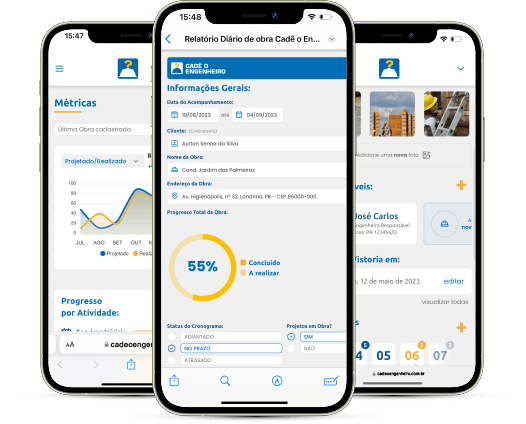 15:47
Métricas
Última Obra cadastrada
Projetado/Realizado
100
80
60
40
20
0
JUL AGO SET OUT
Projetado
Progresso
por Atividade:
AA
cadecengenh
15:48
Relatório Diário de obra Cadê o En...
CADÊ O
ENGENHEIRO
Informações Gerais:
Data do Acompanhamento:
19/08/2023 até 04/09/2023
Cliente: (Contratante)
Ayrton Senna da Silva
Nome da Obra:
Cond. Jardim das Palmeiras
Endereço da Obra:
Av. Higienópolis, nº 32, Londrina, PR - CEP 86000-000
Progresso Total da Obra:
55%
Concluído
A realizar
Status do Cronograma:
ADIANTADO
NO PRAZO
ATRASADO
Projetos em Obra?
SIM
NÃO
Adicione uma nova foto
veis:
José Carlos
Engenheiro Responsável
nov
Vistoria em:
, 12 de maio de 2023.
editar
visualizar todas
s
5 2 3
4 05 06 07
cadecengenheiro.com.br